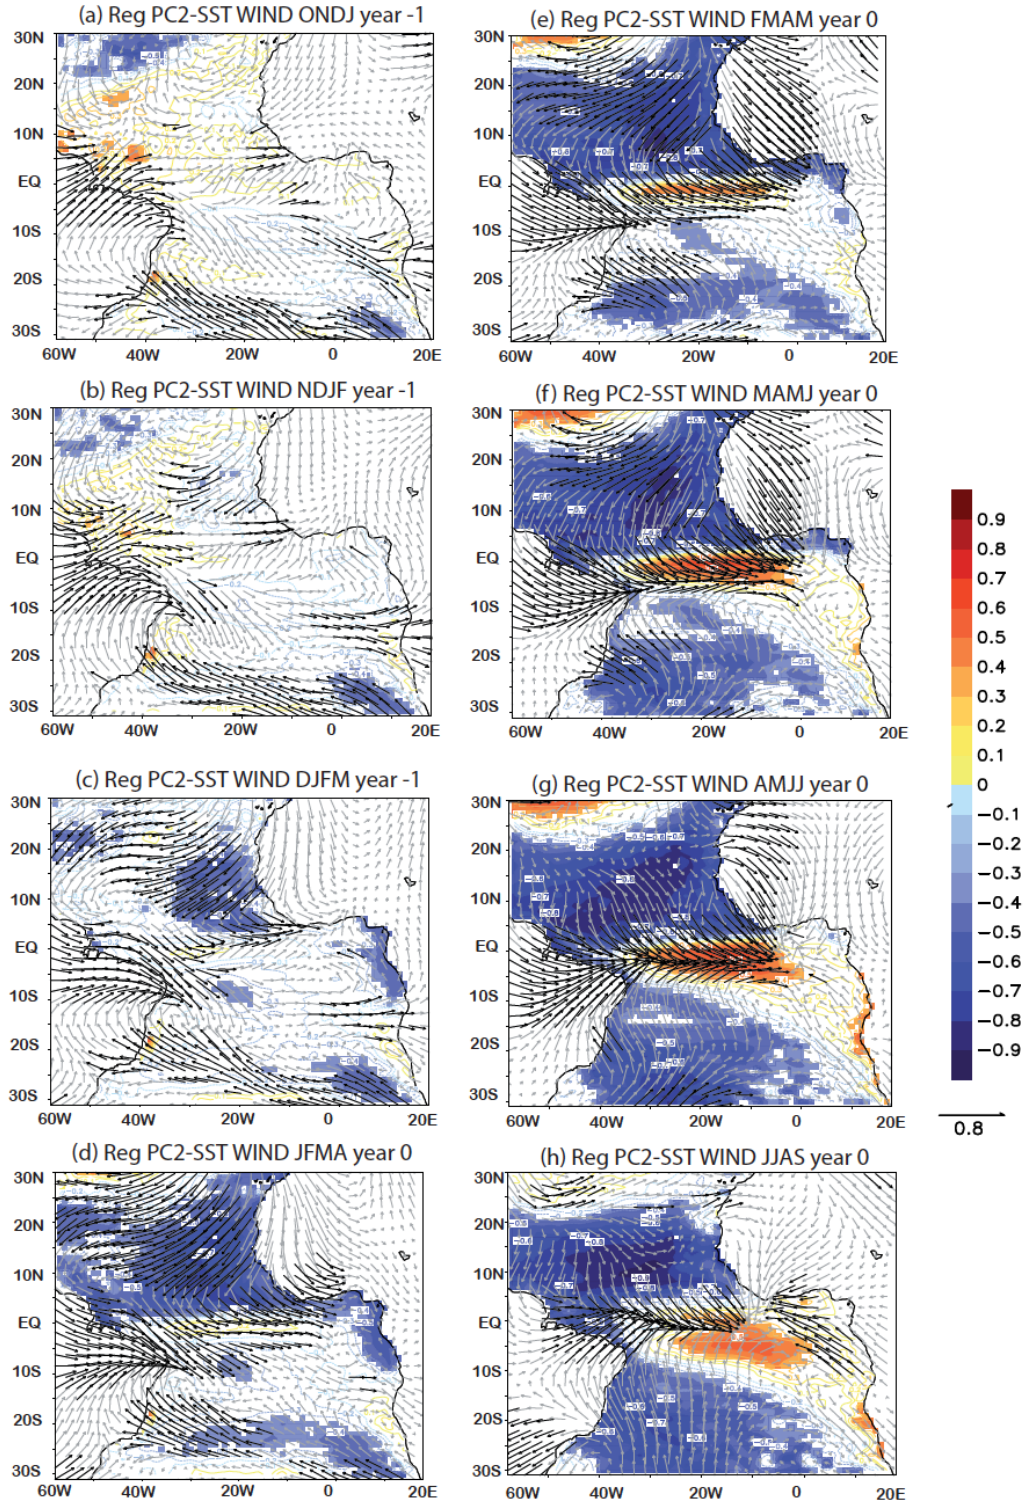 (a) Reg PC2-SST WIND ONDJ year -1
30N
20N
10N
EQ
10S
20S
30S
60W 40W 20W 0 20E
(b) Reg PC2-SST WIND NDJF year -1
30N
20N
10N
EQ
10S
20S
30S
60W 40W 20W 0 20E
(c) Reg PC2-SST WIND DJFM year -1
30N
20N
10N
EQ
10S
20S
30S
60W 40W 20W 0 20E
(d) Reg PC2-SST WIND JFMA year 0
30N
20N
10N
EQ
10S
20S
30S
60W 40W 20W 0 20E
(e) Reg PC2-SST WIND FMAM year 0
30N
20N
10N
EQ
10S
20S
30S
60W 40W 20W 0 20E
(f) Reg PC2-SST WIND MAMJ year 0
30N
20N
10N
EQ
10S
20S
30S
60W 40W 20W 0 20E
(g) Reg PC2-SST WIND AMJJ year 0
30N
20N
10N
EQ
10S
20S
30S
60W 40W 20W 0 20E
(h) Reg PC2-SST WIND JJAS year 0
30N
20N
10N
EQ
10S
20S
30S
60W 40W 20W 0 20E
0.9
0.8
0.7
0.6
0.5
0.4
0.3
0.2
0.1
0
−0.1
−0.2
−0.3
−0.4
−0.5
−0.6
−0.7
−0.8
−0.9
0.8